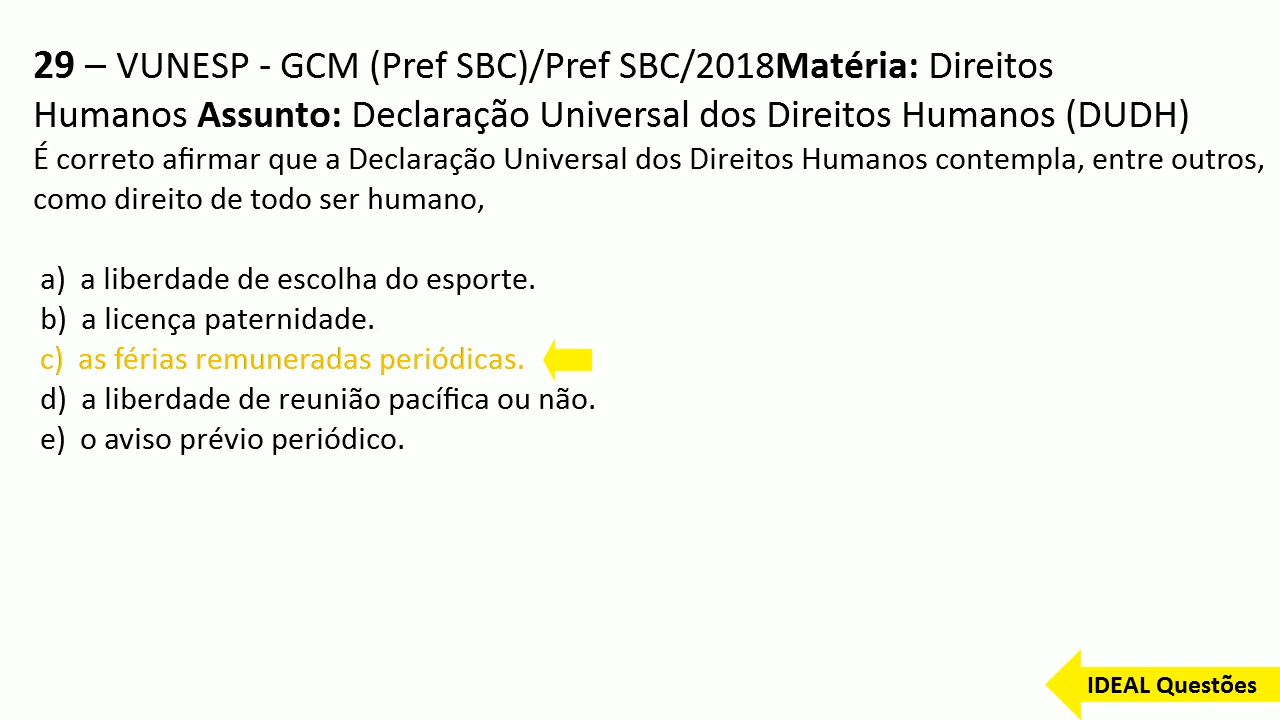 29 – VUNESP - GCM (Pref SBC)/Pref SBC/2018Matéria: Direitos
Humanos Assunto: Declaração Universal dos Direitos Humanos (DUDH)
É correto afirmar que a Declaração Universal dos Direitos Humanos contempla, entre outros,
como direito de todo ser humano,
a) a liberdade de escolha do esporte.
b) a licença paternidade.
c) as férias remuneradas periódicas.
d) a liberdade de reunião pacífica ou não.
e) o aviso prévio periódico.
IDEAL Questões